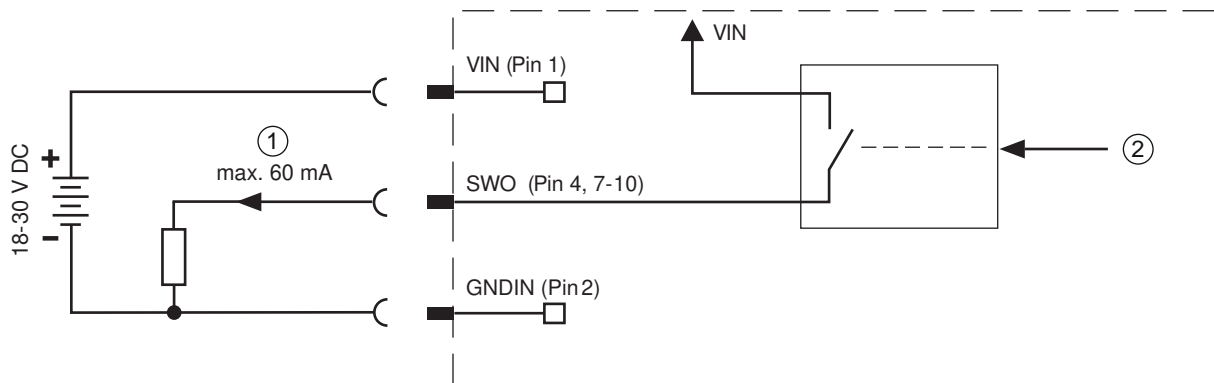 VIN
VIN (Pin 1)
1
max. 60 mA
+
18-30 V DC
-
SWO (Pin 4, 7-10)
2
GNDIN (Pin 2)